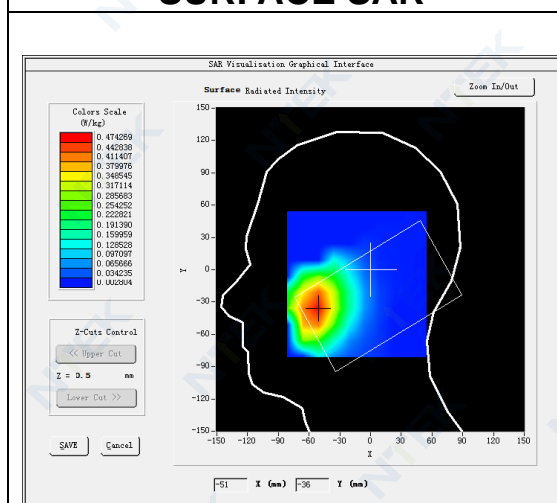 SURFACE SAR
SAR Visualisation Graphical Interface
Surface Radiated Intensity
Zoom In/Out
Colors Scale
(W/kg)
0.474269
0.442838
0.411407
0.379976
0.348545
0.317114
0.285683
0.254252
0.222821
0.191390
0.159959
0.128528
0.097097
0.065666
0.034235
0.002804
150
120
90
60
30
0
-30
-60
-90
-120
-150
Y
-150 -120 -90 -60 -30 0 30 60 90 120 150
X
Z-Cuts Control
<< Upper Cut
Z = 3.5 mm
Lower Cut >>
SAVE Cancel
-51 X (mm) -36 Y (mm)
NTEK